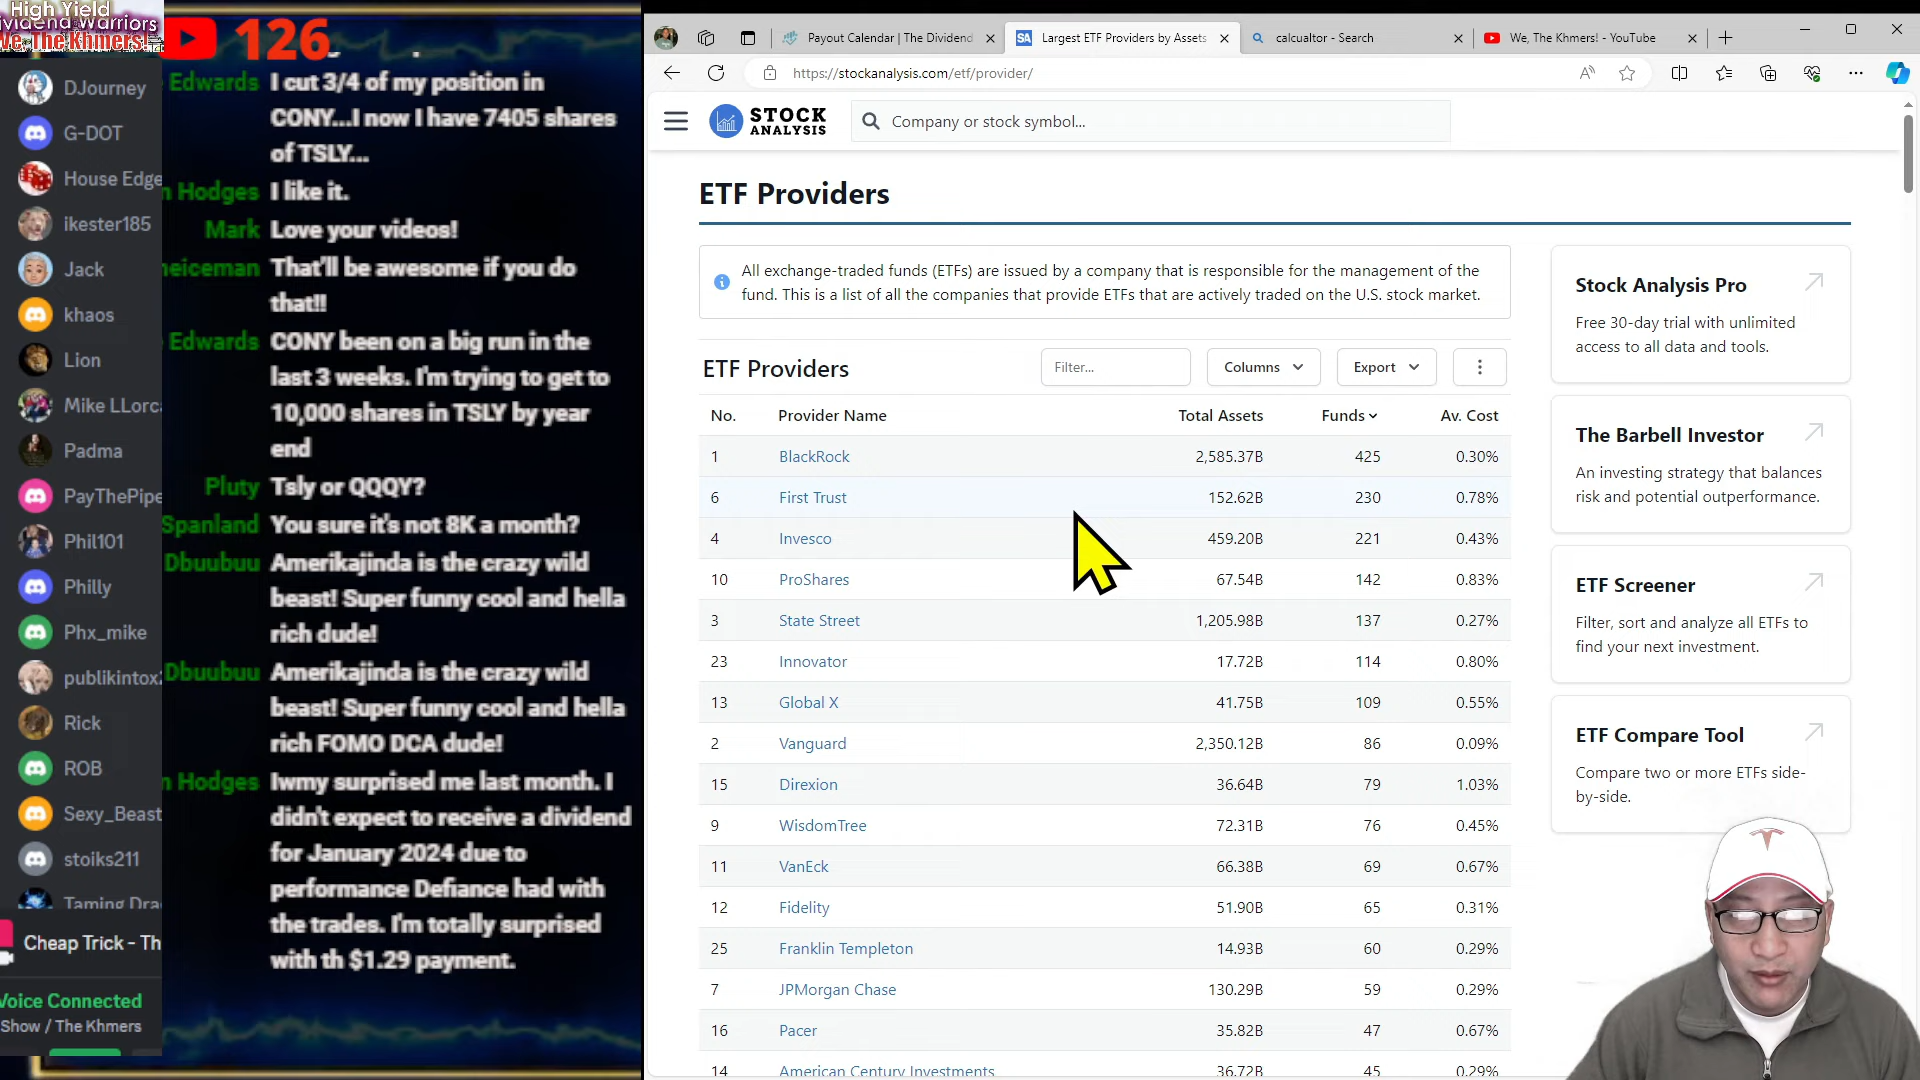 High Yield
Dividend Warriors
We, The Khmers!
DJourney
G-DOT
House Edge
ikester185
Jack
khaos
Lion
Mike LLorc
Padma
PayThePipe
Phil101
Philly
Phx_mike
publikintox
Rick
ROB
Sexy_Beast
stoiks211
Taming Dra
Cheap Trick - Th
Voice Connected
Show / The Khmers
126
Edwards I cut 3/4 of my position in
CONY...I now I have 7405 shares
of TSLY...
Hodges I like it.
Mark Love your videos!
heiceman That'll be awesome if you do
that!!
Edwards CONY been on a big run in the
last 3 weeks. I'm trying to get to
10,000 shares in TSLY by year
end
Pluty Tsly or QQQY?
Spanland You sure it's not 8K a month?
Dbuubuu Amerikajinda is the crazy wild
beast! Super funny cool and hella
rich dude!
Dbuubuu Amerikajinda is the crazy wild
beast! Super funny cool and hella
rich FOMO DCA dude!
Hodges Iwmy surprised me last month. I
didn't expect to receive a dividend
for January 2024 due to
performance Defiance had with
the trades. I'm totally surprised
with th $1.29 payment.
Payout Calendar | The Dividend
SA Largest ETF Providers by Assets
calcualtor - Search
We, The Khmers! - YouTube
https://stockanalysis.com/etf/provider/
STOCK
ANALYSIS
Company or stock symbol...
ETF Providers
All exchange-traded funds (ETFs) are issued by a company that is responsible for the management of the
fund. This is a list of all the companies that provide ETFs that are actively traded on the U.S. stock market.
ETF Providers Filter... Columns Export
No. Provider Name Total Assets Funds Av. Cost
1 BlackRock 2,585.37B 425 0.30%
6 First Trust 152.62B 230 0.78%
4 Invesco 459.20B 221 0.43%
10 ProShares 67.54B 142 0.83%
3 State Street 1,205.98B 137 0.27%
23 Innovator 17.72B 114 0.80%
13 Global X 41.75B 109 0.55%
2 Vanguard 2,350.12B 86 0.09%
15 Direxion 36.64B 79 1.03%
9 WisdomTree 72.31B 76 0.45%
11 VanEck 66.38B 69 0.67%
12 Fidelity 51.90B 65 0.31%
25 Franklin Templeton 14.93B 60 0.29%
7 JPMorgan Chase 130.29B 59 0.29%
16 Pacer 35.82B 47 0.67%
14 American Century Investments 36.72B 45 0.29%
Stock Analysis Pro
Free 30-day trial with unlimited
access to all data and tools.
The Barbell Investor
An investing strategy that balances
risk and potential outperformance.
ETF Screener
Filter, sort and analyze all ETFs to
find your next investment.
ETF Compare Tool
Compare two or more ETFs side-
by-side.